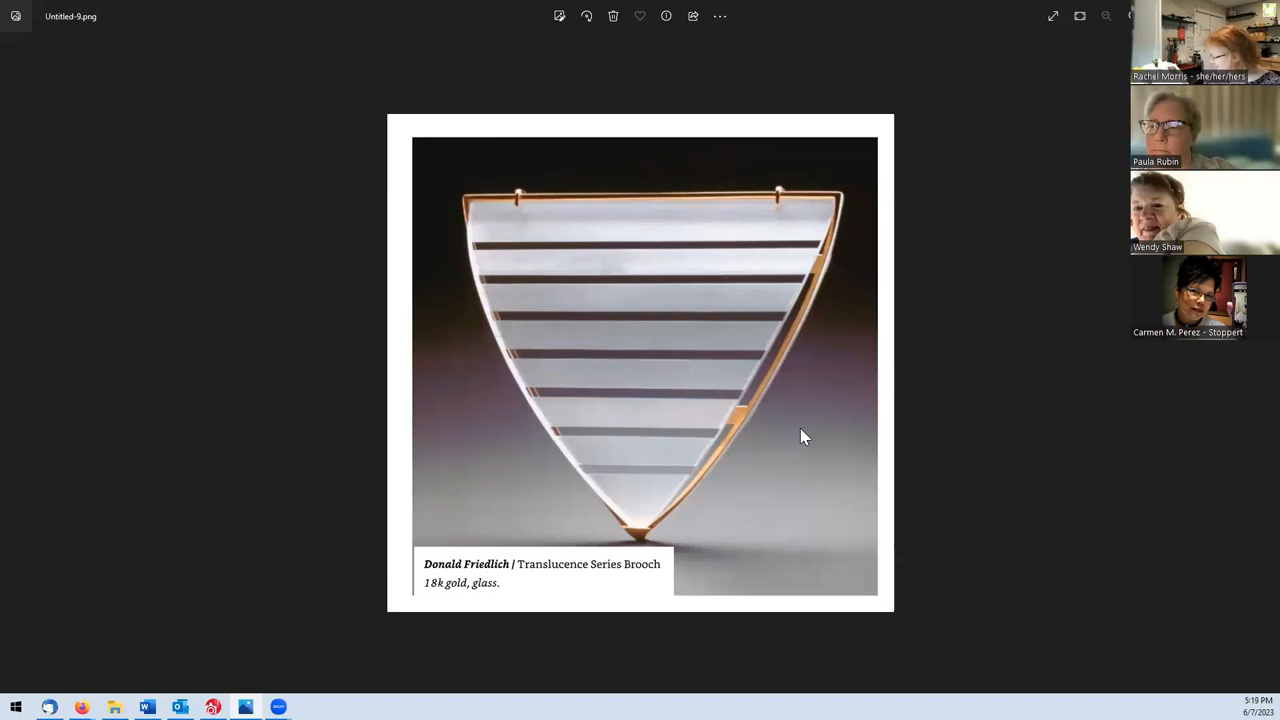 Untitled-9.png
Rachel Morris - she/her/hers
Paula Rubin
Wendy Shaw
Carmen M. Perez - Stoppert
Donald Friedlich / Translucence Series Brooch
18k gold, glass.
W
zoom
5:19 PM
6/7/2023